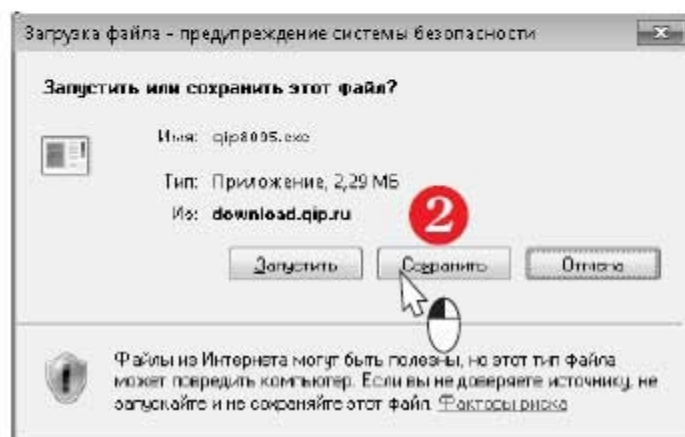 Загрузка файла - предупреждение системы безопасности
Запустить или сохранить этот файл?
Имя: qip8095.exe
Тип: Приложение, 2,29 МБ
Из: download.qip.ru
2
Запустить Сохранить Отмена
Файлы из Интернета могут быть полезны, но этот тип файла
может повредить компьютер. Если вы не доверяете источнику, не
запускайте и не сохраняйте этот файл. Факторы риска